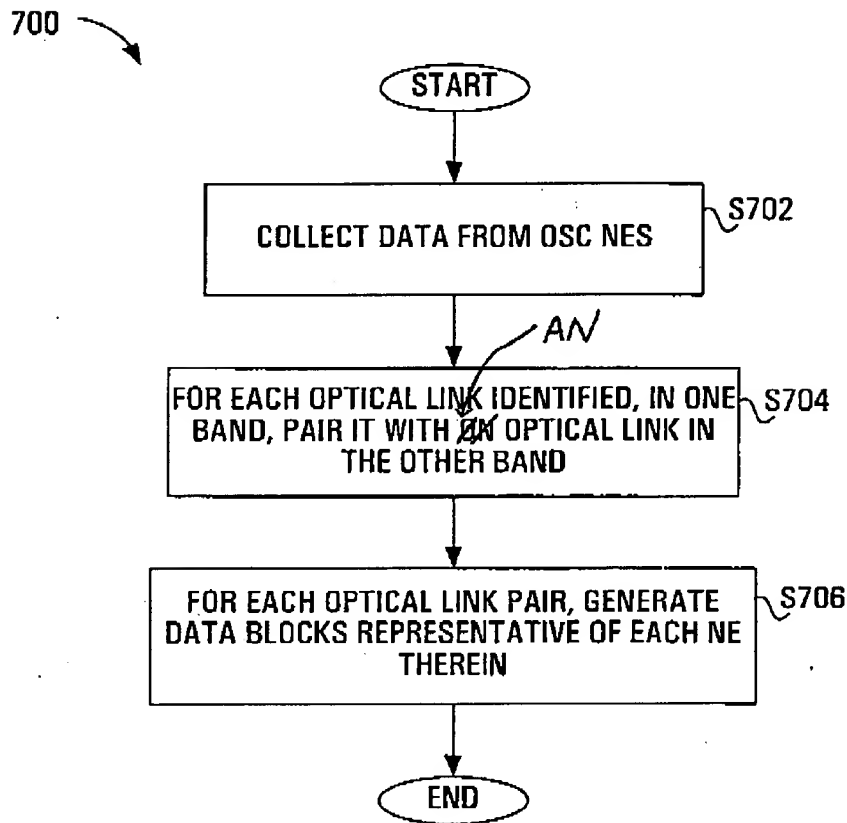 700
START
COLLECT DATA FROM OSC NES
S702
AN
FOR EACH OPTICAL LINK IDENTIFIED, IN ONE
BAND, PAIR IT WITH ON OPTICAL LINK IN
THE OTHER BAND
S704
FOR EACH OPTICAL LINK PAIR, GENERATE
DATA BLOCKS REPRESENTATIVE OF EACH NE
THEREIN
S706
END